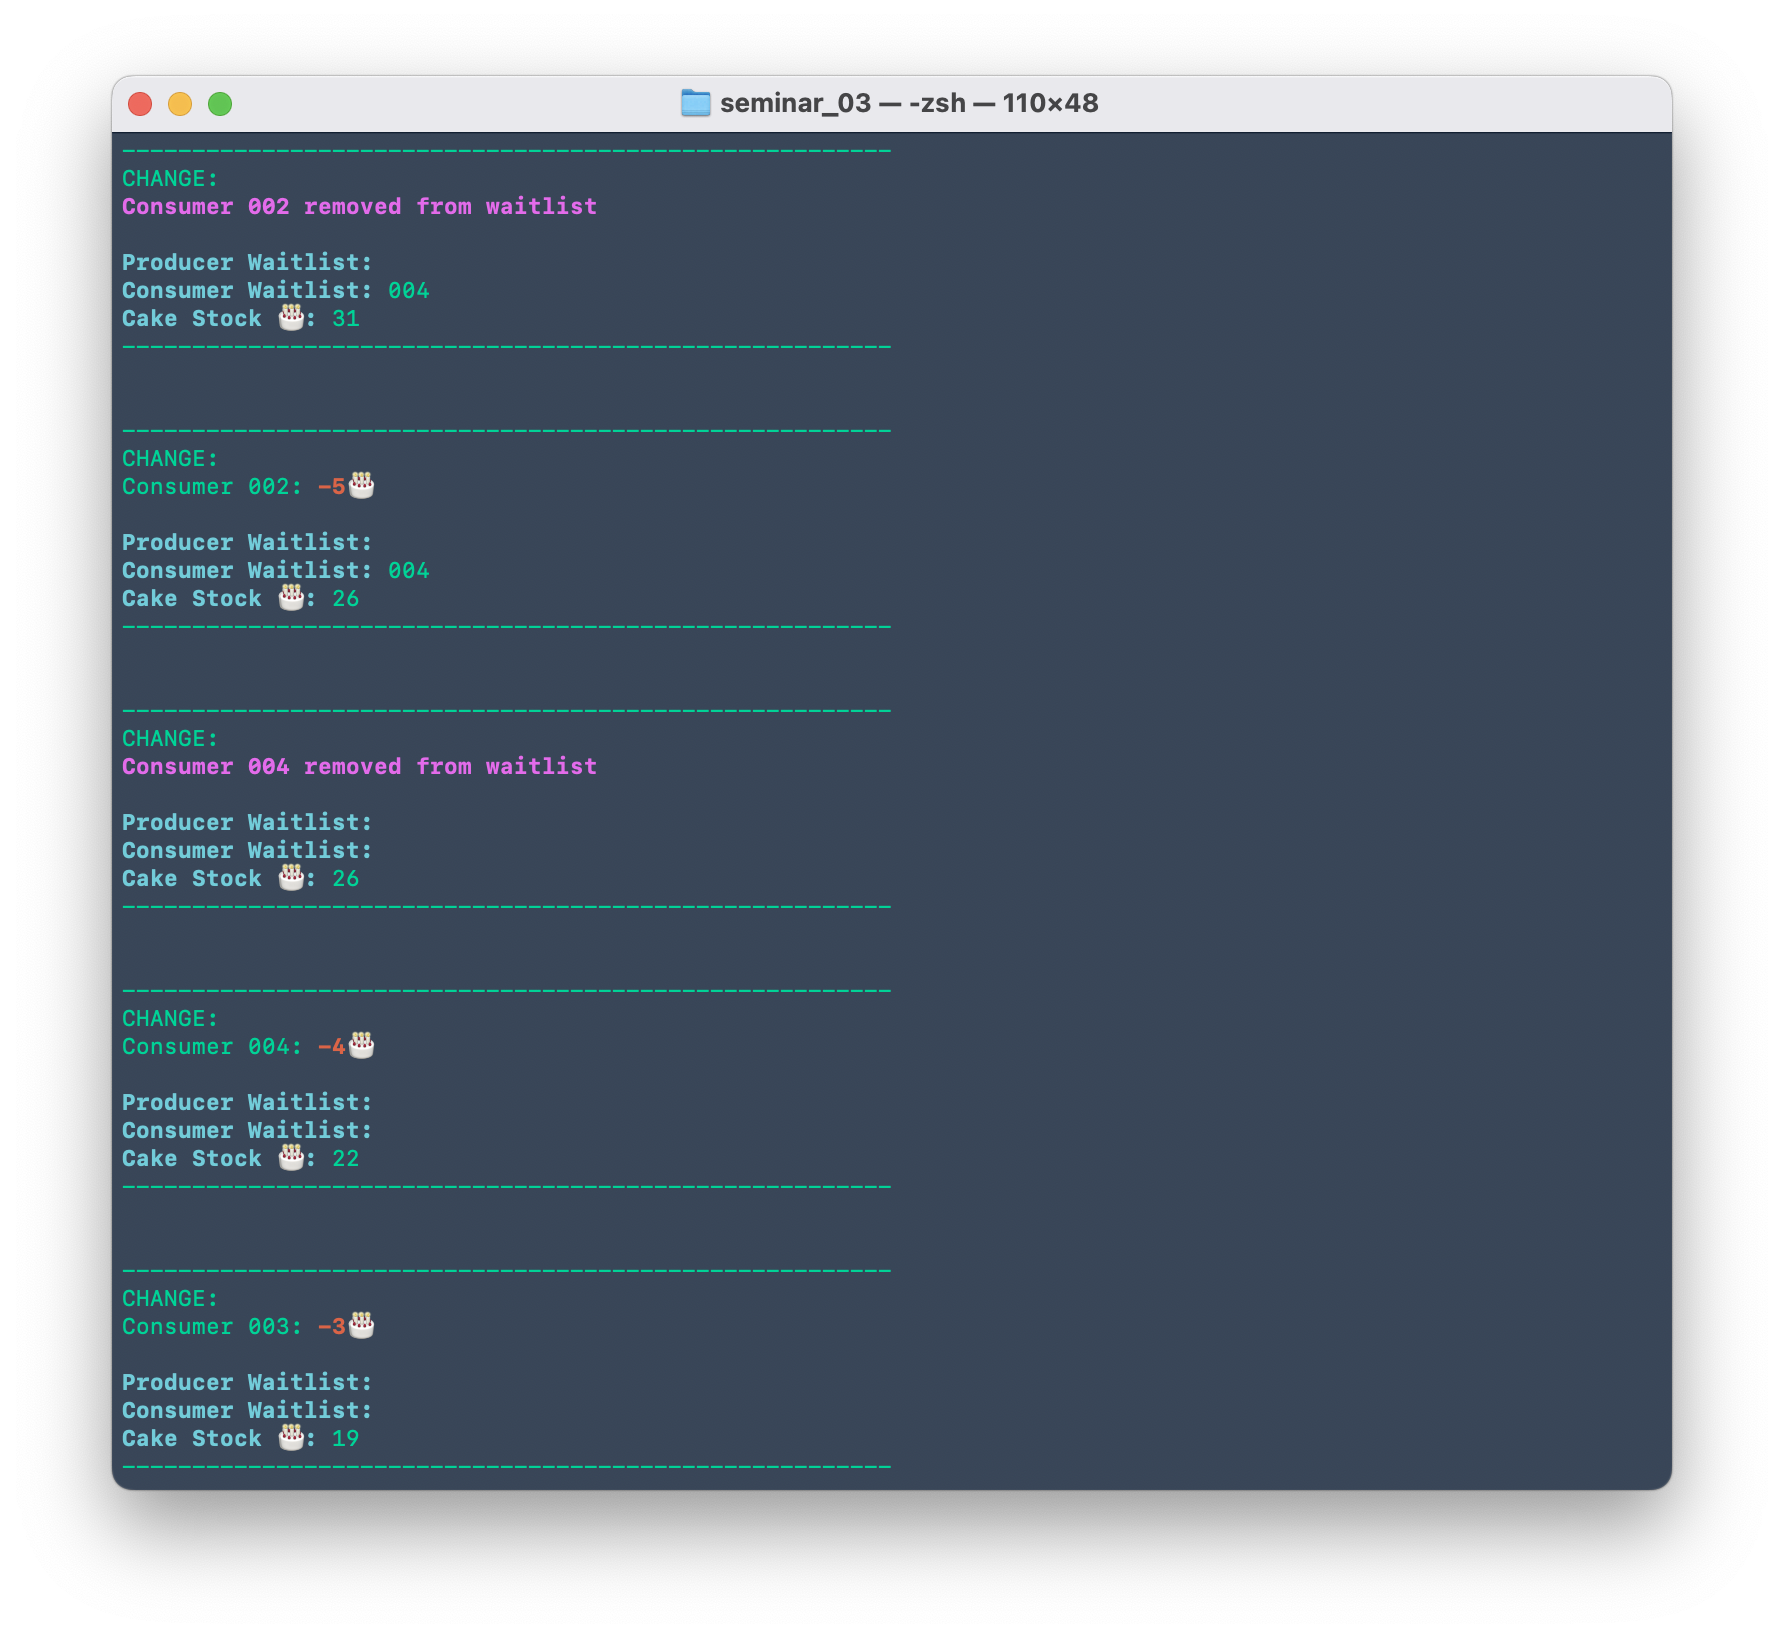 seminar_03 — -zsh — 110×48
-------------------------------------------------------
CHANGE:
Consumer 002 removed from waitlist
Producer Waitlist:
Consumer Waitlist: 004
Cake Stock 🎂: 31
-------------------------------------------------------
-------------------------------------------------------
CHANGE:
Consumer 002: -5🎂
Producer Waitlist:
Consumer Waitlist: 004
Cake Stock 🎂: 26
-------------------------------------------------------
-------------------------------------------------------
CHANGE:
Consumer 004 removed from waitlist
Producer Waitlist:
Consumer Waitlist:
Cake Stock 🎂: 26
-------------------------------------------------------
-------------------------------------------------------
CHANGE:
Consumer 004: -4🎂
Producer Waitlist:
Consumer Waitlist:
Cake Stock 🎂: 22
-------------------------------------------------------
-------------------------------------------------------
CHANGE:
Consumer 003: -3🎂
Producer Waitlist:
Consumer Waitlist:
Cake Stock 🎂: 19
-------------------------------------------------------